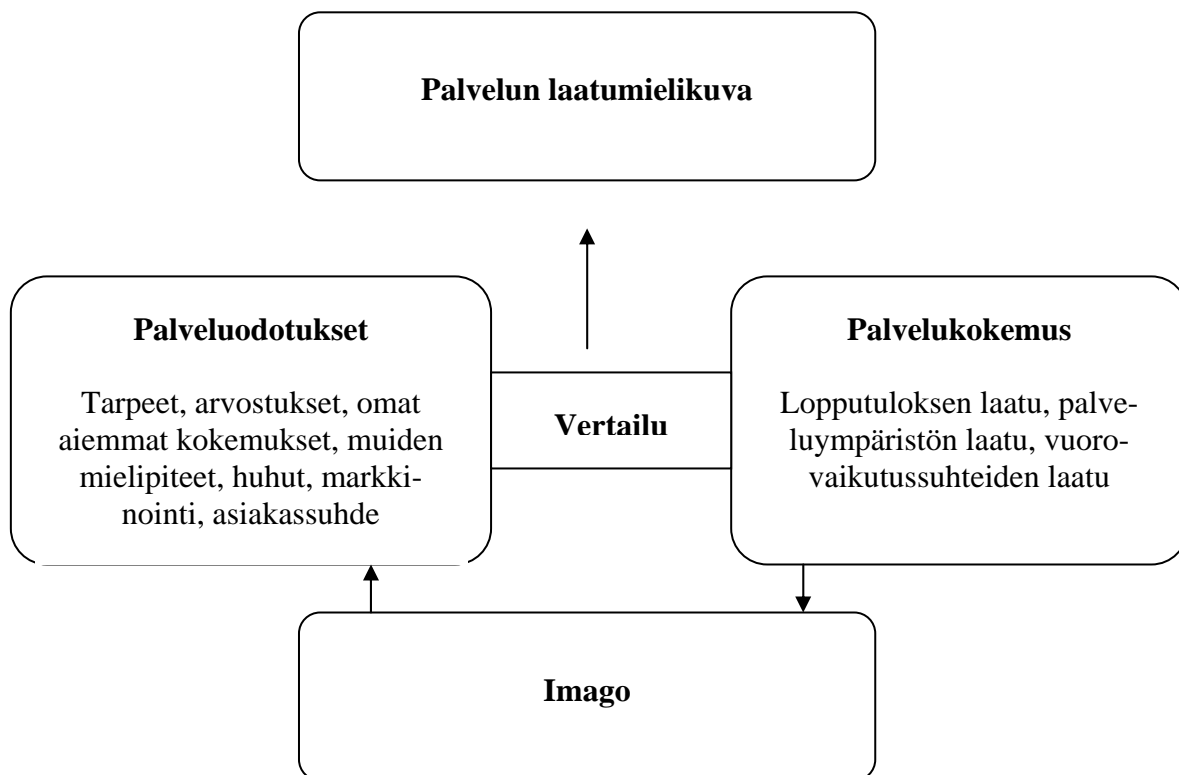 Palvelun laatumielikuva
Palveluodotukset
Tarpeet, arvostukset, omat
aiemmat kokemukset, muiden
mielipiteet, huhut, markki-
nointi, asiakassuhde
Vertailu
Palvelukokemus
Lopputuloksen laatu, palve-
luympäristön laatu, vuoro-
vaikutussuhteiden laatu
Imago